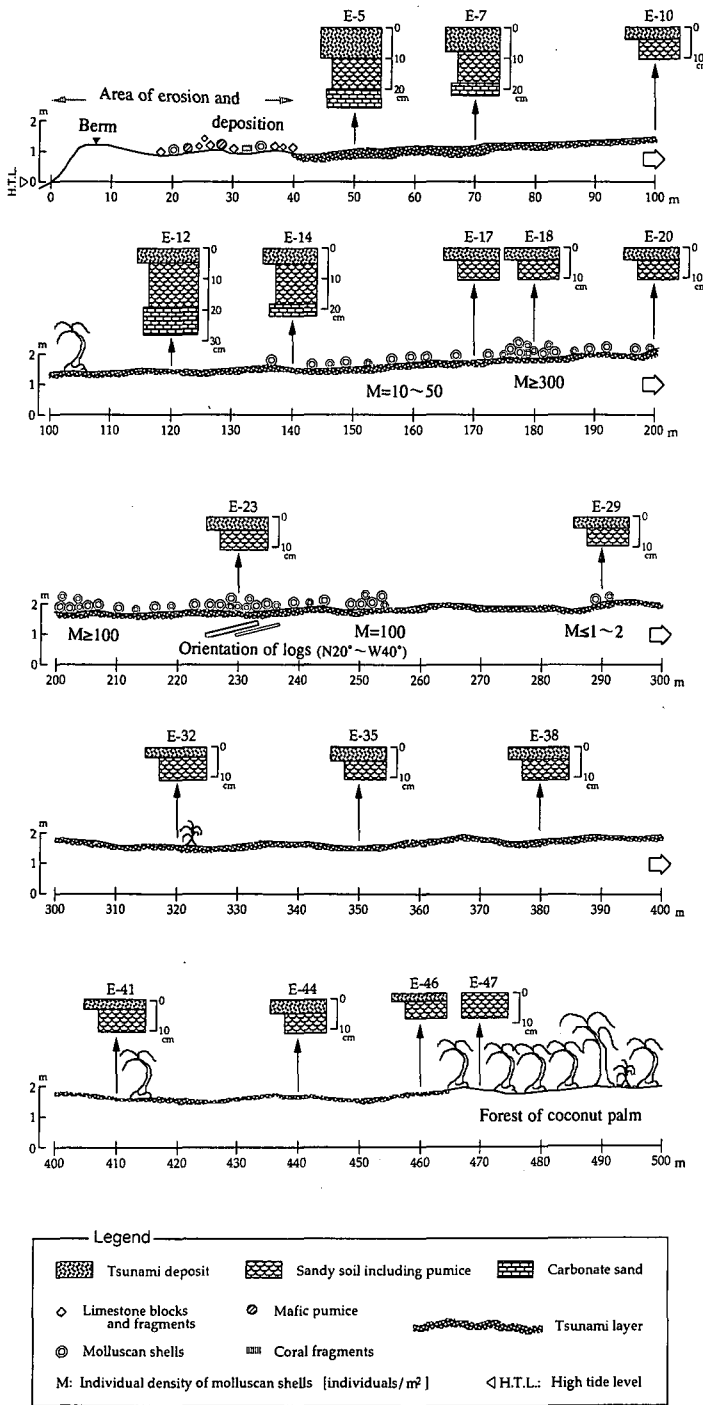 E-5 E-7 E-10
0 0 0
10 10 10
20 20 cm
cm cm
m Area of erosion and
deposition
2 Berm
1
H.T.L. 0
0 10 20 30 40 50 60 70 80 90 100 m
E-12 E-14 E-17 E-18 E-20
0 0 0 0 0
10 10 10 10 10
20 20 cm cm cm
30 cm
cm
m
2
1 M=10~50 M≥300
0
100 110 120 130 140 150 160 170 180 190 200 m
E-23 E-29
0 0
10 10
cm cm
m
2
1 M≥100 M=100 M≤1~2
Orientation of logs (N20°~W40°)
0
200 210 220 230 240 250 260 270 280 290 300 m
E-32 E-35 E-38
0 0 0
10 10 10
cm cm cm
m
2
1
0
300 310 320 330 340 350 360 370 380 390 400 m
E-41 E-44 E-46 E-47
0 0 0 0
10 10 10 10
cm cm cm cm
m
2
1 Forest of coconut palm
0
400 410 420 430 440 450 460 470 480 490 500 m
Legend
Tsunami deposit Sandy soil including pumice Carbonate sand
Limestone blocks Mafic pumice
and fragments Tsunami layer
Molluscan shells Coral fragments
M: Individual density of molluscan shells [individuals/m²] H.T.L.: High tide level